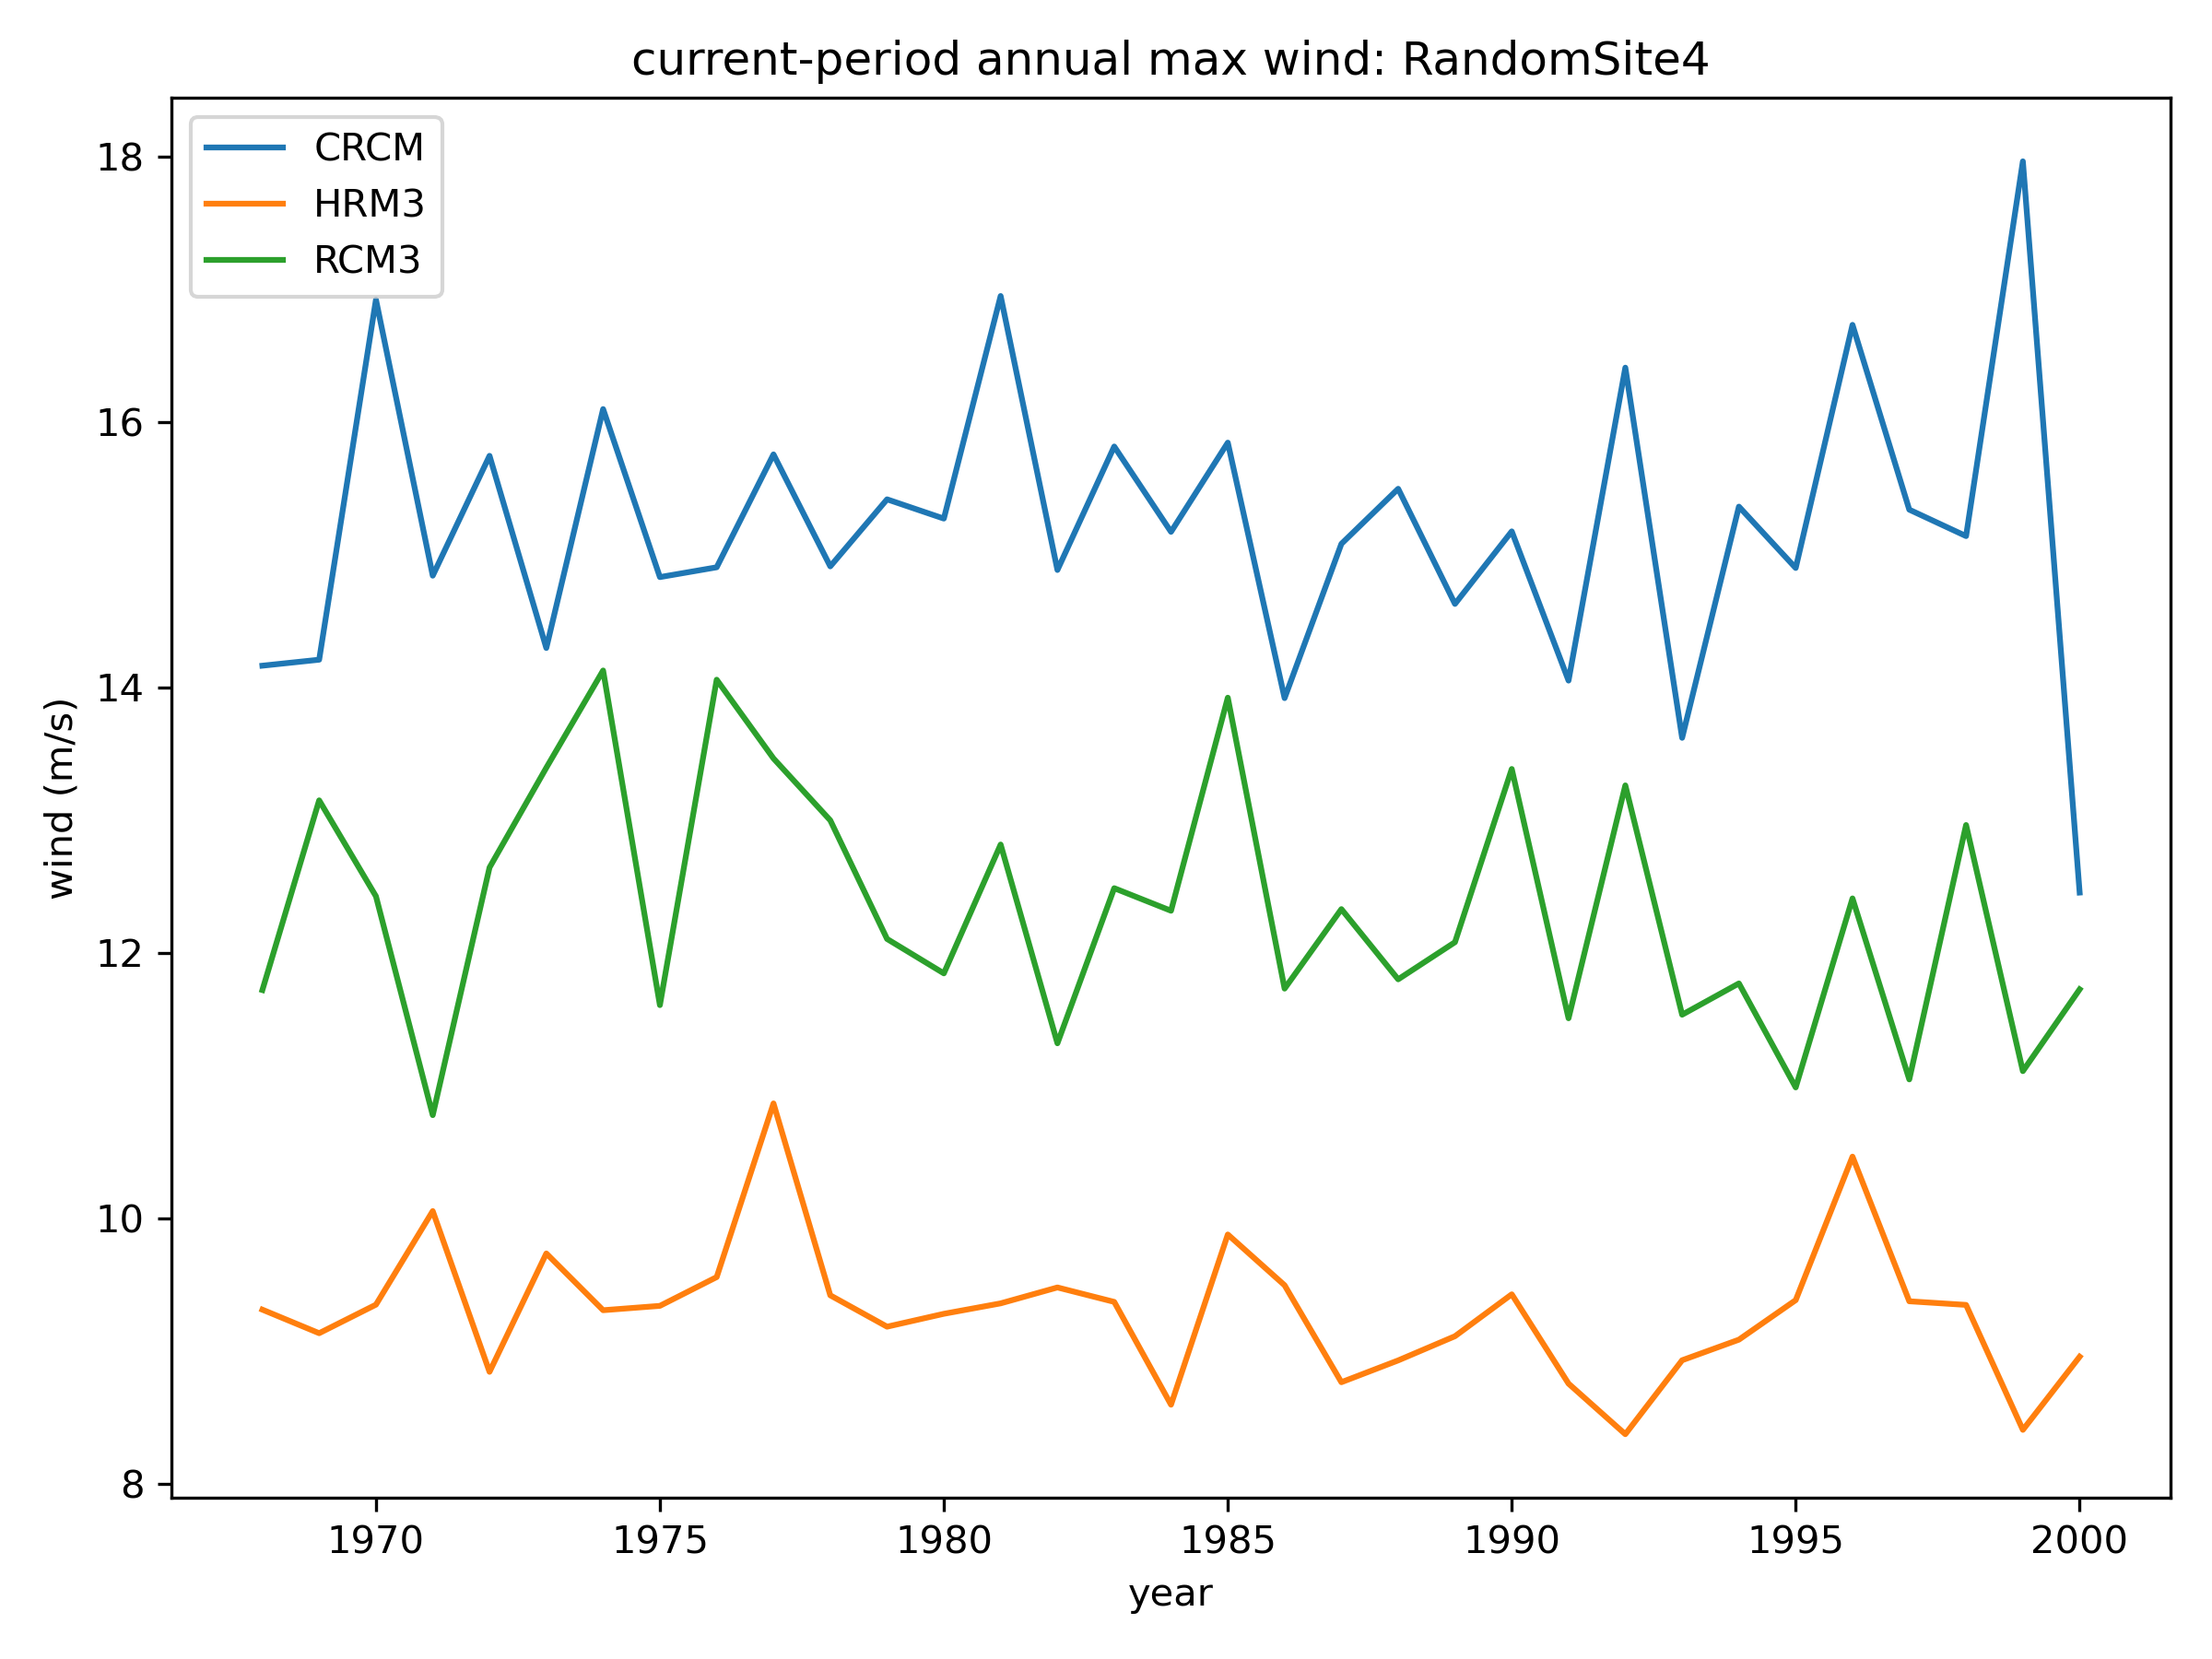 current-period annual max wind: RandomSite4
CRCM
HRM3
RCM3
18
16
14
12
10
8
wind (m/s)
1970 1975 1980 1985 1990 1995 2000
year